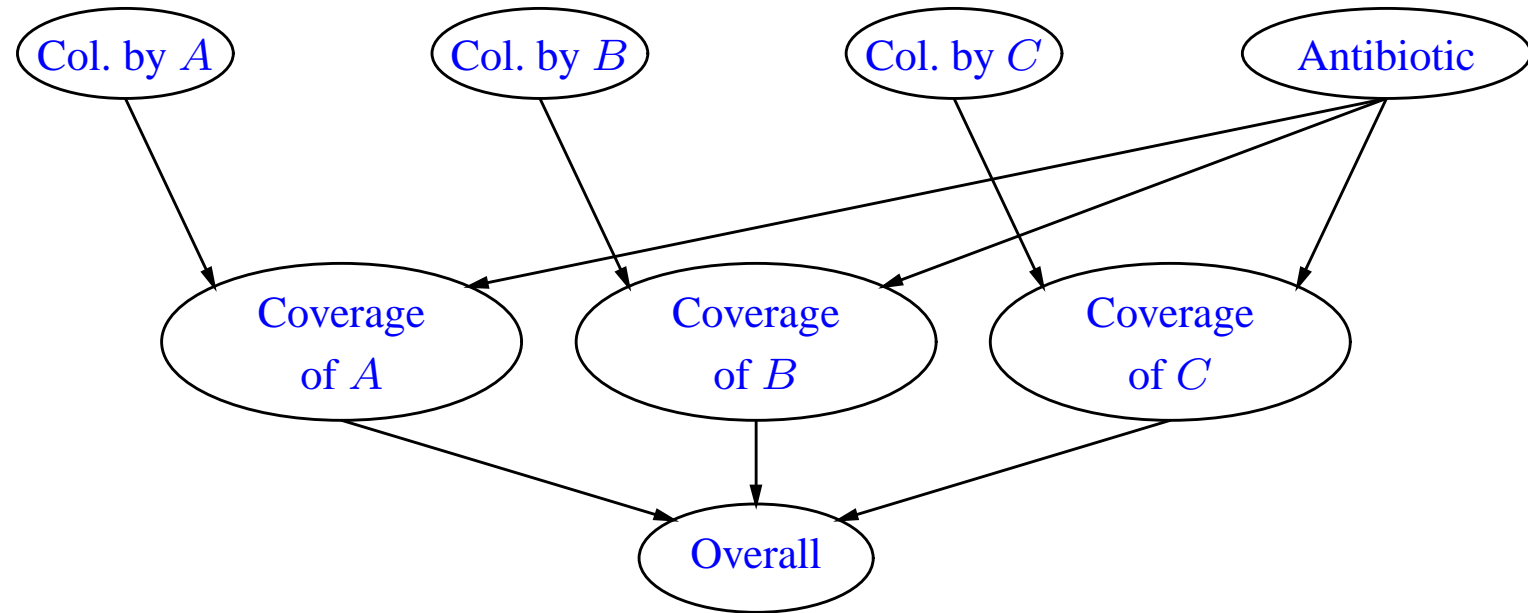 Col. by A
Col. by B
Col. by C
Antibiotic
Coverage
of A
Coverage
of B
Coverage
of C
Overall